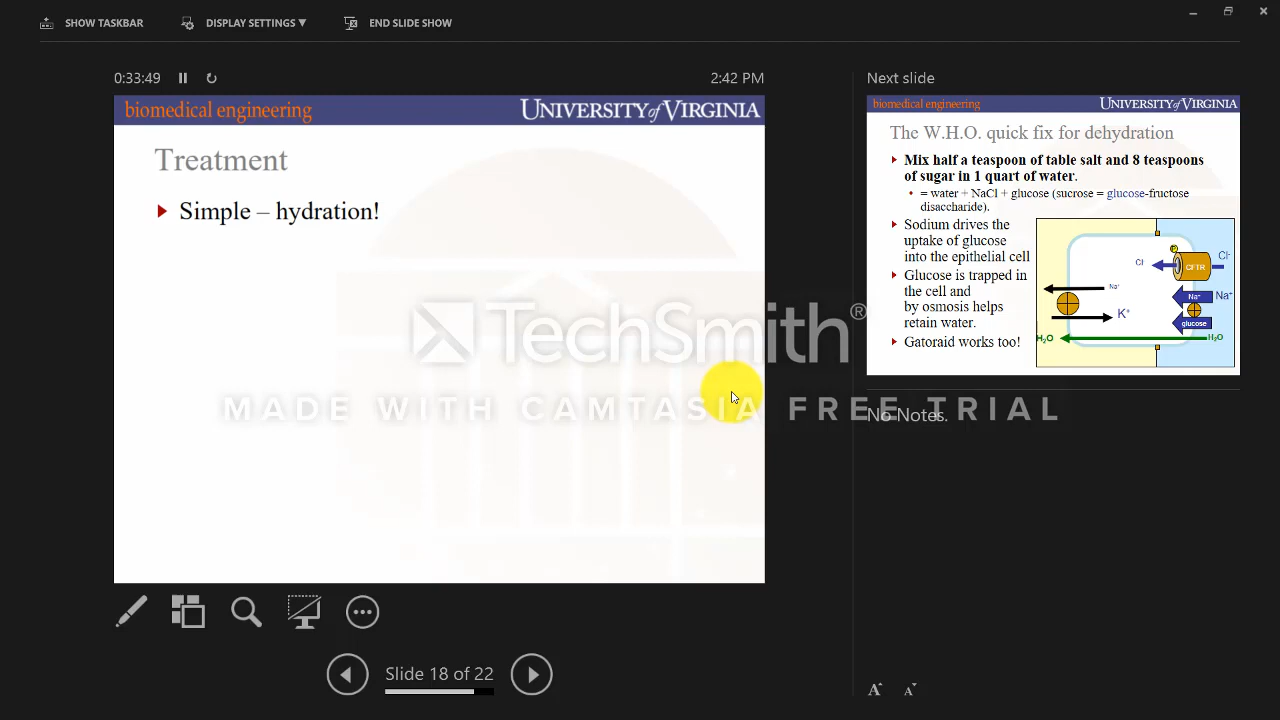 SHOW TASKBAR
DISPLAY SETTINGS ▼
END SLIDE SHOW
0:33:49
2:42 PM
biomedical engineering
UNIVERSITY of VIRGINIA
Treatment
Simple – hydration!
TechSmith®
MADE WITH CAMTASIA FREE TRIAL
Slide 18 of 22
Next slide
biomedical engineering
UNIVERSITY of VIRGINIA
The W.H.O. quick fix for dehydration
Mix half a teaspoon of table salt and 8 teaspoons
of sugar in 1 quart of water.
= water + NaCl + glucose (sucrose = glucose-fructose
disaccharide).
Sodium drives the
uptake of glucose
into the epithelial cell
Glucose is trapped in
the cell and
by osmosis helps
retain water.
Gatoraid works too!
P
Cl
CFTR
Cl-
Na+
Na+
Na+
K+
glucose
H2O
H2O
No Notes.
A
A